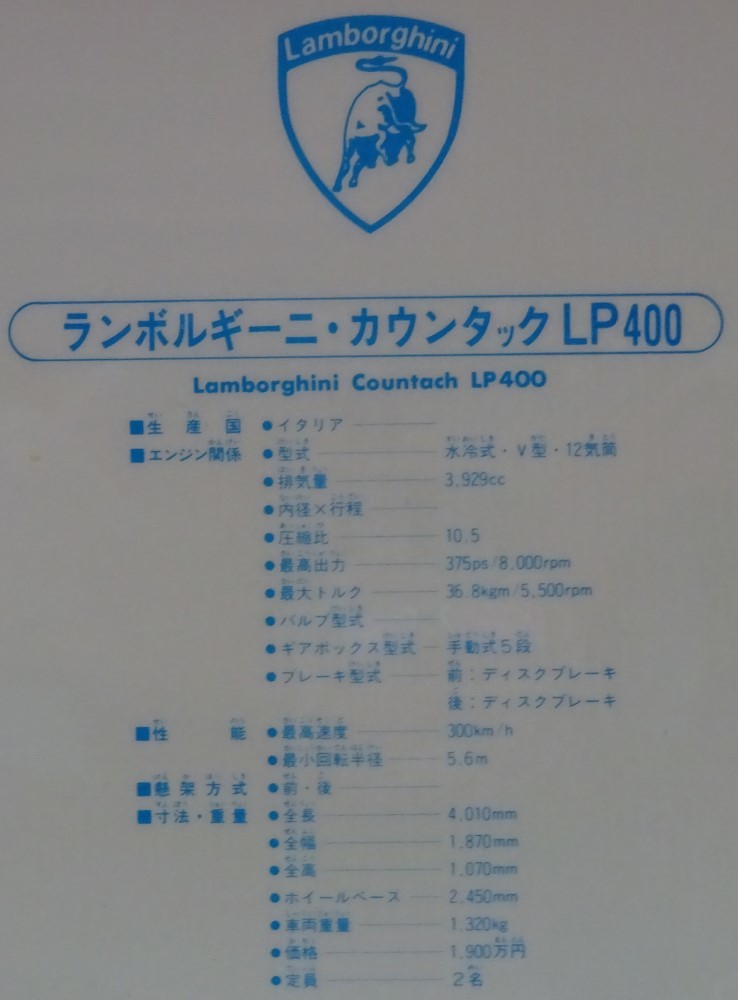 Lamborghini
ランボルギーニ・カウンタックLP400
Lamborghini Countach LP400
■生産国 ●イタリア
■エンジン関係 ●型式 水冷式・V型・12気筒
●排気量 3,929cc
●内径×行程
●圧縮比 10.5
●最高出力 375ps/8,000rpm
●最大トルク 36.8kgm/5,500rpm
●バルブ型式
●ギアボックス型式 手動式5段
●ブレーキ型式 前：ディスクブレーキ
後：ディスクブレーキ
■性能 ●最高速度 300km/h
●最小回転半径 5.6m
■懸架方式 ●前・後
■寸法・重量 ●全長 4,010mm
●全幅 1,870mm
●全高 1,070mm
●ホイールベース 2,450mm
●車両重量 1,320kg
●価格 1,900万円
●定員 2名